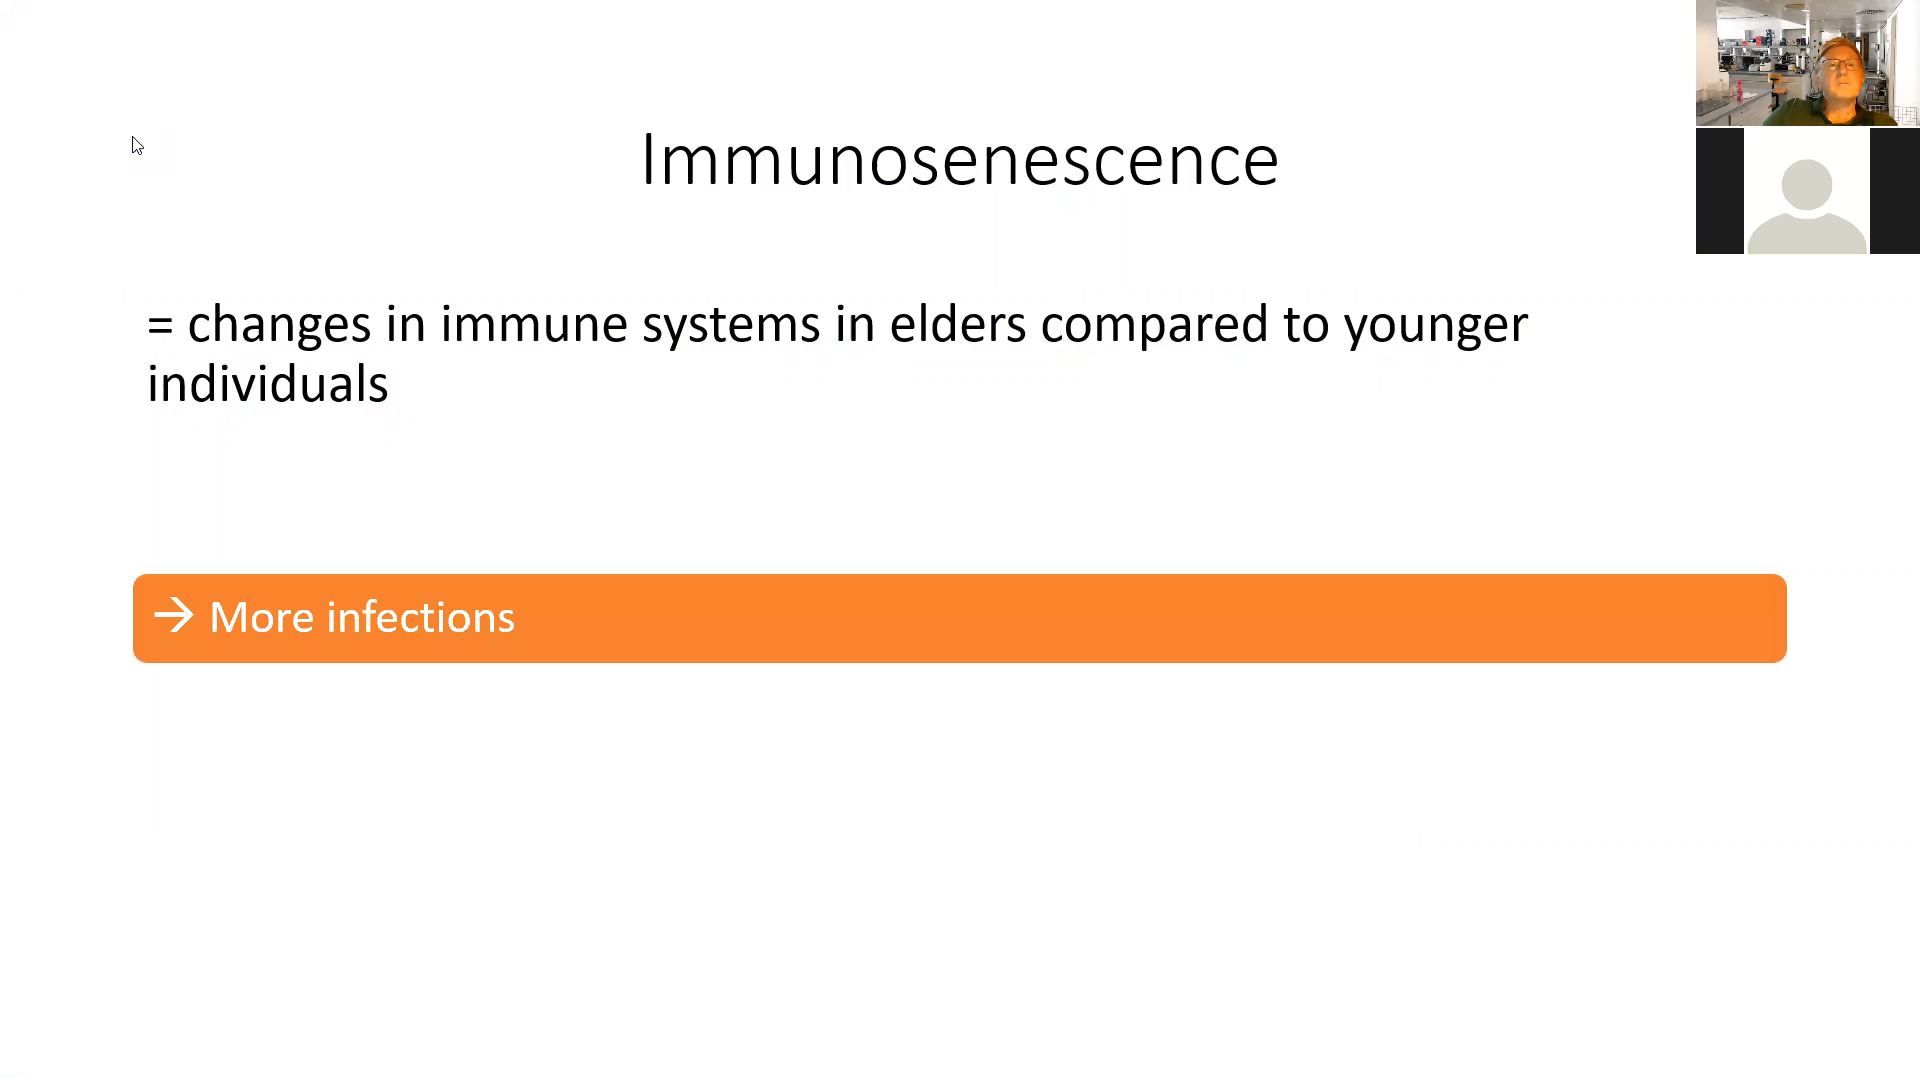 Immunosenescence
= changes in immune systems in elders compared to younger
individuals
→ More infections